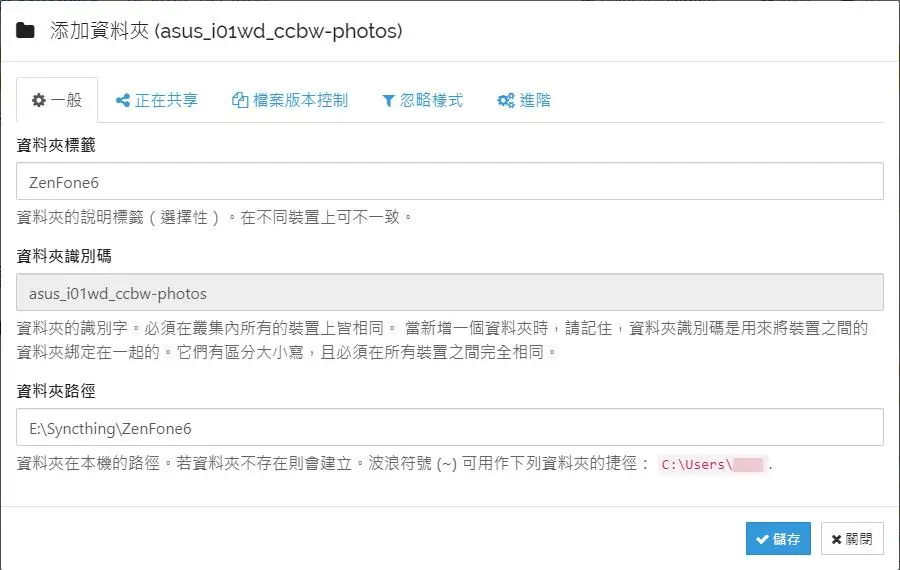 添加資料夾 (asus_i01wd_ccbw-photos)
一般 正在共享 檔案版本控制 忽略樣式 進階
資料夾標籤
ZenFone6
資料夾的說明標籤（選擇性）。在不同裝置上可不一致。
資料夾識別碼
asus_i01wd_ccbw-photos
資料夾的識別字。必須在叢集內所有的裝置上皆相同。 當新增一個資料夾時，請記住，資料夾識別碼是用來將裝置之間的
資料夾綁定在一起的。它們有區分大小寫，且必須在所有裝置之間完全相同。
資料夾路徑
E:\Syncthing\ZenFone6
資料夾在本機的路徑。若資料夾不存在則會建立。波浪符號 (~) 可用作下列資料夾的捷徑： C:\Users\ .
儲存 關閉